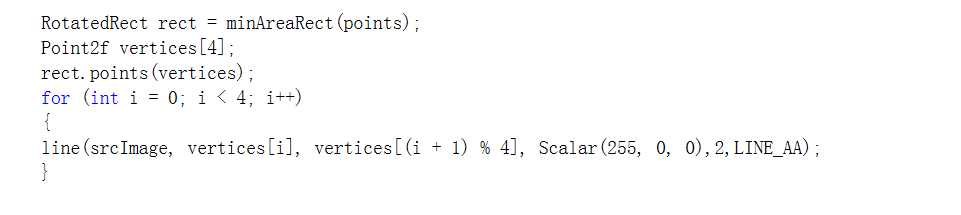 RotatedRect rect = minAreaRect(points);
Point2f vertices[4];
rect.points(vertices);
for (int i = 0; i < 4; i++)
{
line(srcImage, vertices[i], vertices[(i + 1) % 4], Scalar(255, 0, 0),2,LINE_AA);
}